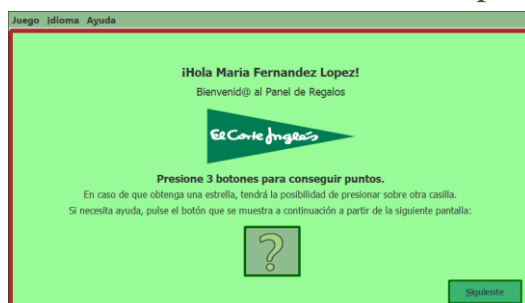 Juego Idioma Ayuda
¡Hola Maria Fernandez Lopez!
Bienvenid@ al Panel de Regalos
El Corte Inglés
Presione 3 botones para conseguir puntos.
En caso de que obtenga una estrella, tendrá la posibilidad de presionar sobre otra casilla.
Si necesita ayuda, pulse el botón que se muestra a continuación a partir de la siguiente pantalla:
?
Siguiente